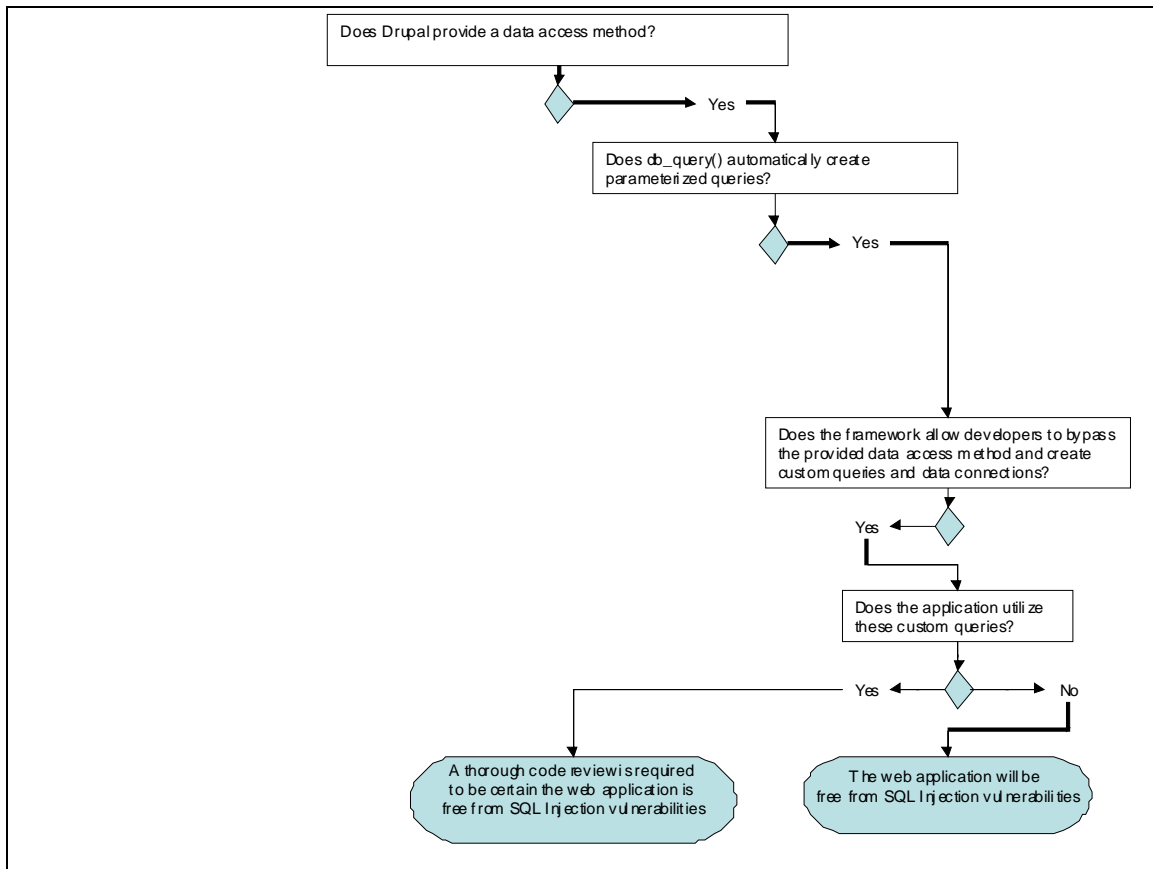 Does Drupal provide a data access method?
Yes
Does db_query() automatically create
parameterized queries?
Yes
Does the framework allow developers to bypass
the provided data access method and create
custom queries and data connections?
Yes
Does the application utilize
these custom queries?
Yes
No
A thorough code review is required
to be certain the web application is
free from SQL Injection vulnerabilities
The web application will be
free from SQL Injection vulnerabilities